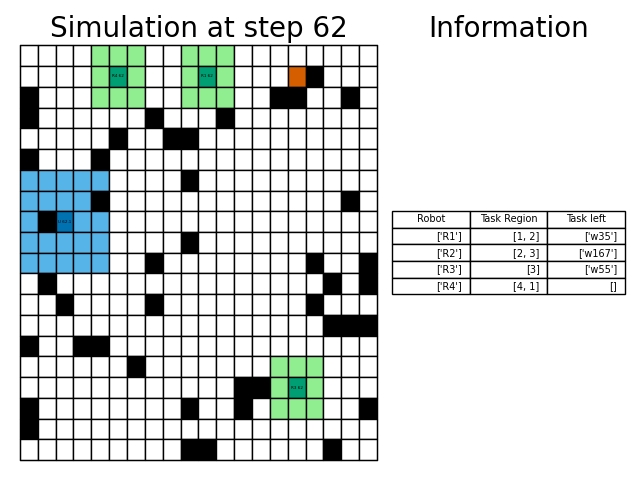 Simulation at step 62
Information
Robot Task Region Task left
['R1'] [1, 2] ['w35']
['R2'] [2, 3] ['w167']
['R3'] [3] ['w55']
['R4'] [4, 1] []